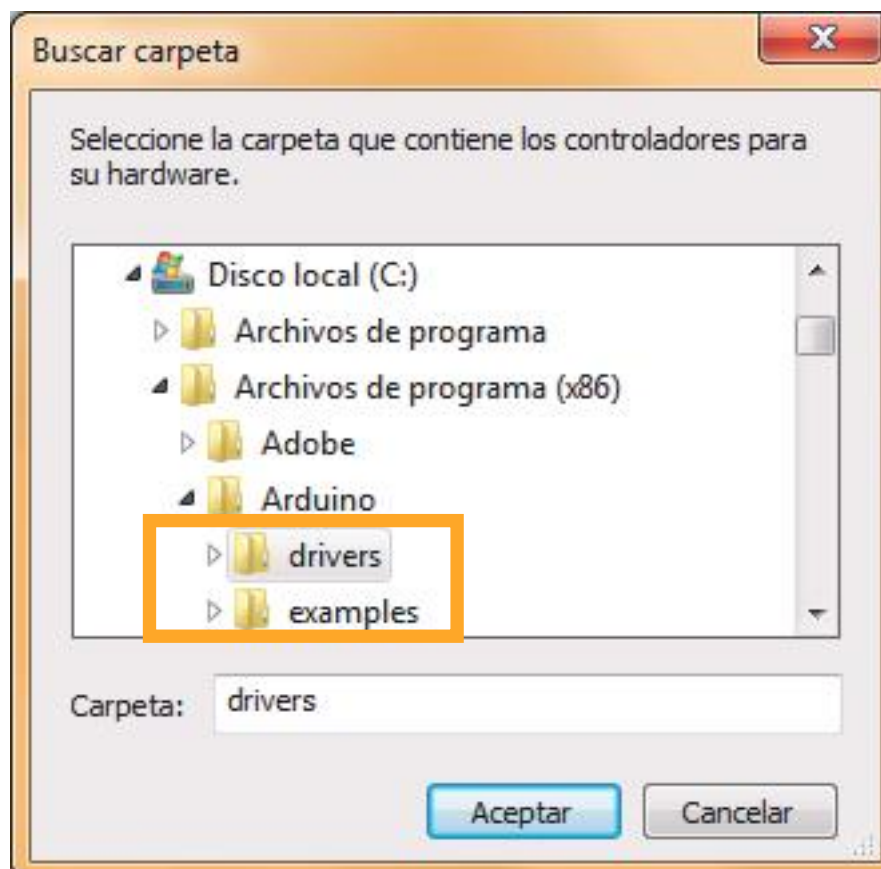 Buscar carpeta
Seleccione la carpeta que contiene los controladores para
su hardware.
Disco local (C:)
Archivos de programa
Archivos de programa (x86)
Adobe
Arduino
drivers
examples
Carpeta: drivers
Aceptar Cancelar